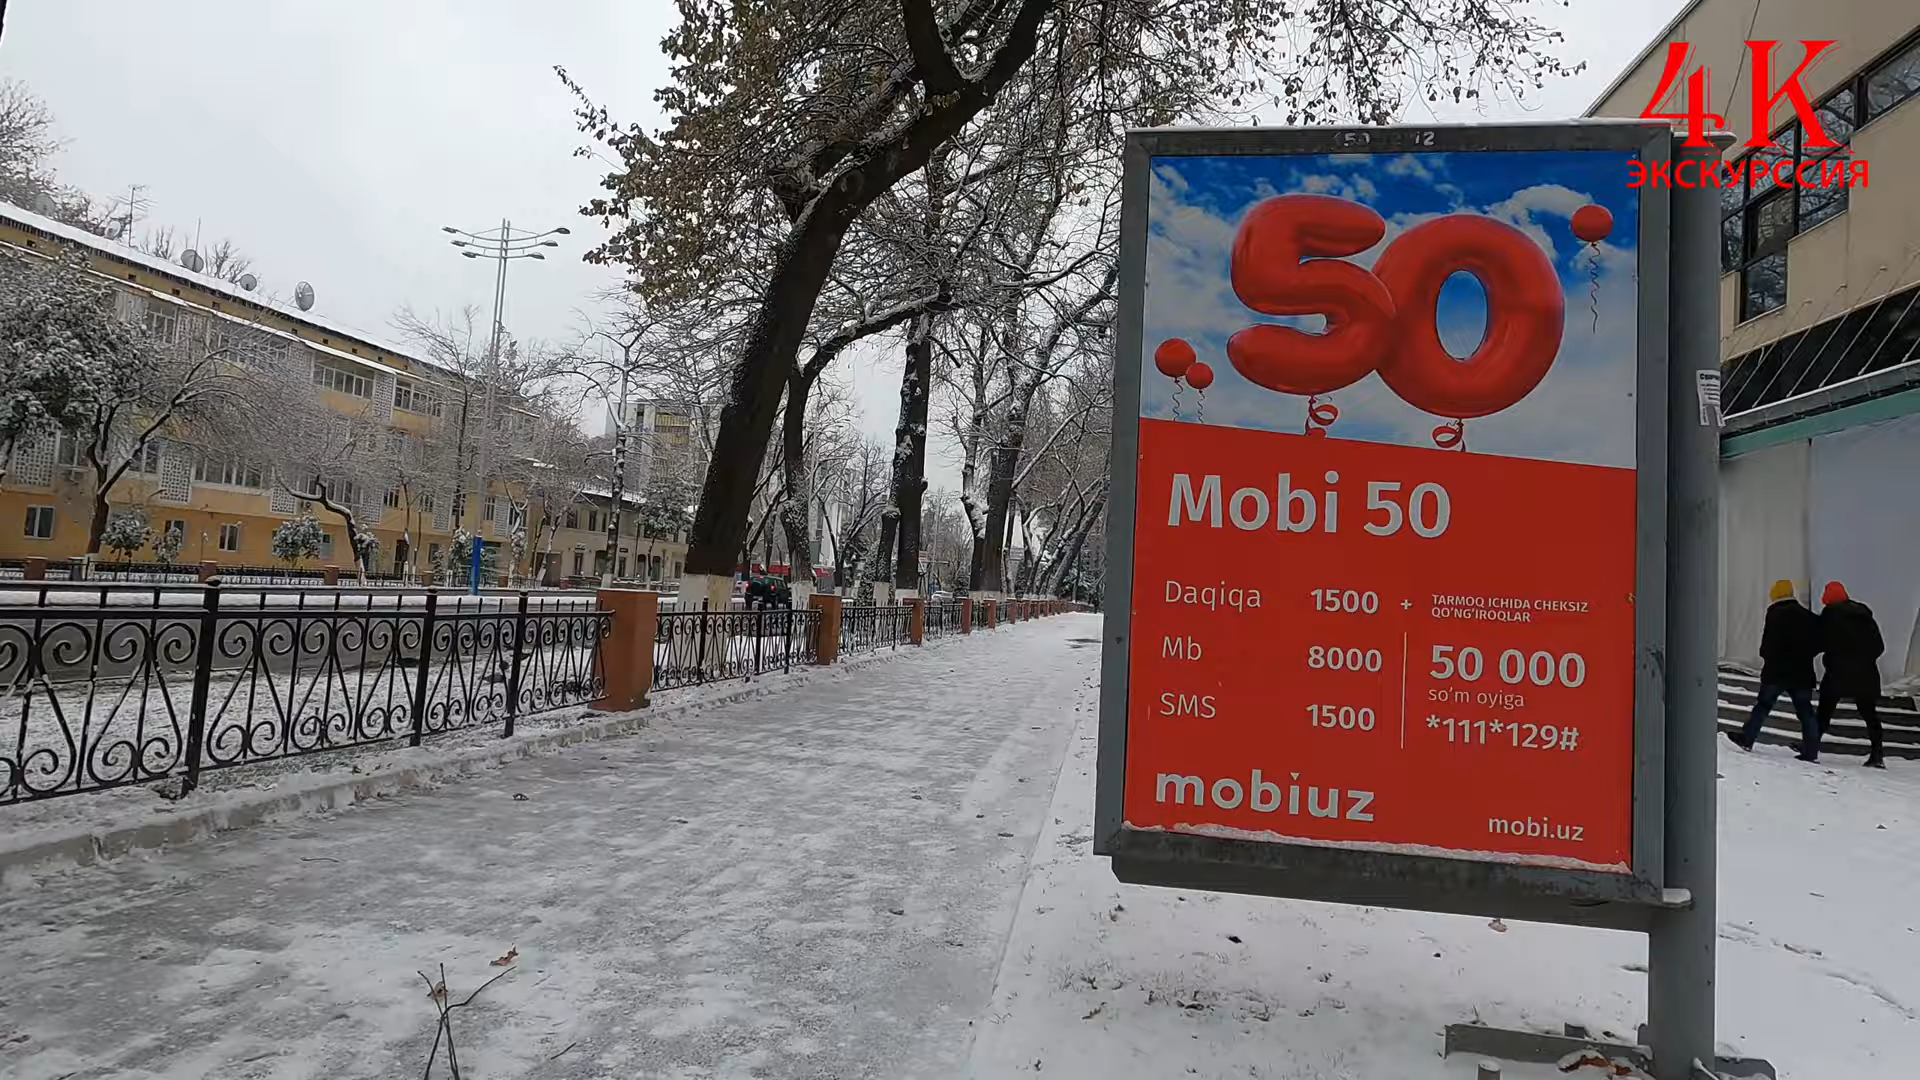 4K
ЭКСКУРССИЯ
50
Mobi 50
Daqiqa 1500 + TARMOQ ICHIDA CHEKSIZ
QO'NG'IROQLAR
Mb 8000 50 000
so'm oyiga
SMS 1500 *111*129#
mobiuz
mobi.uz